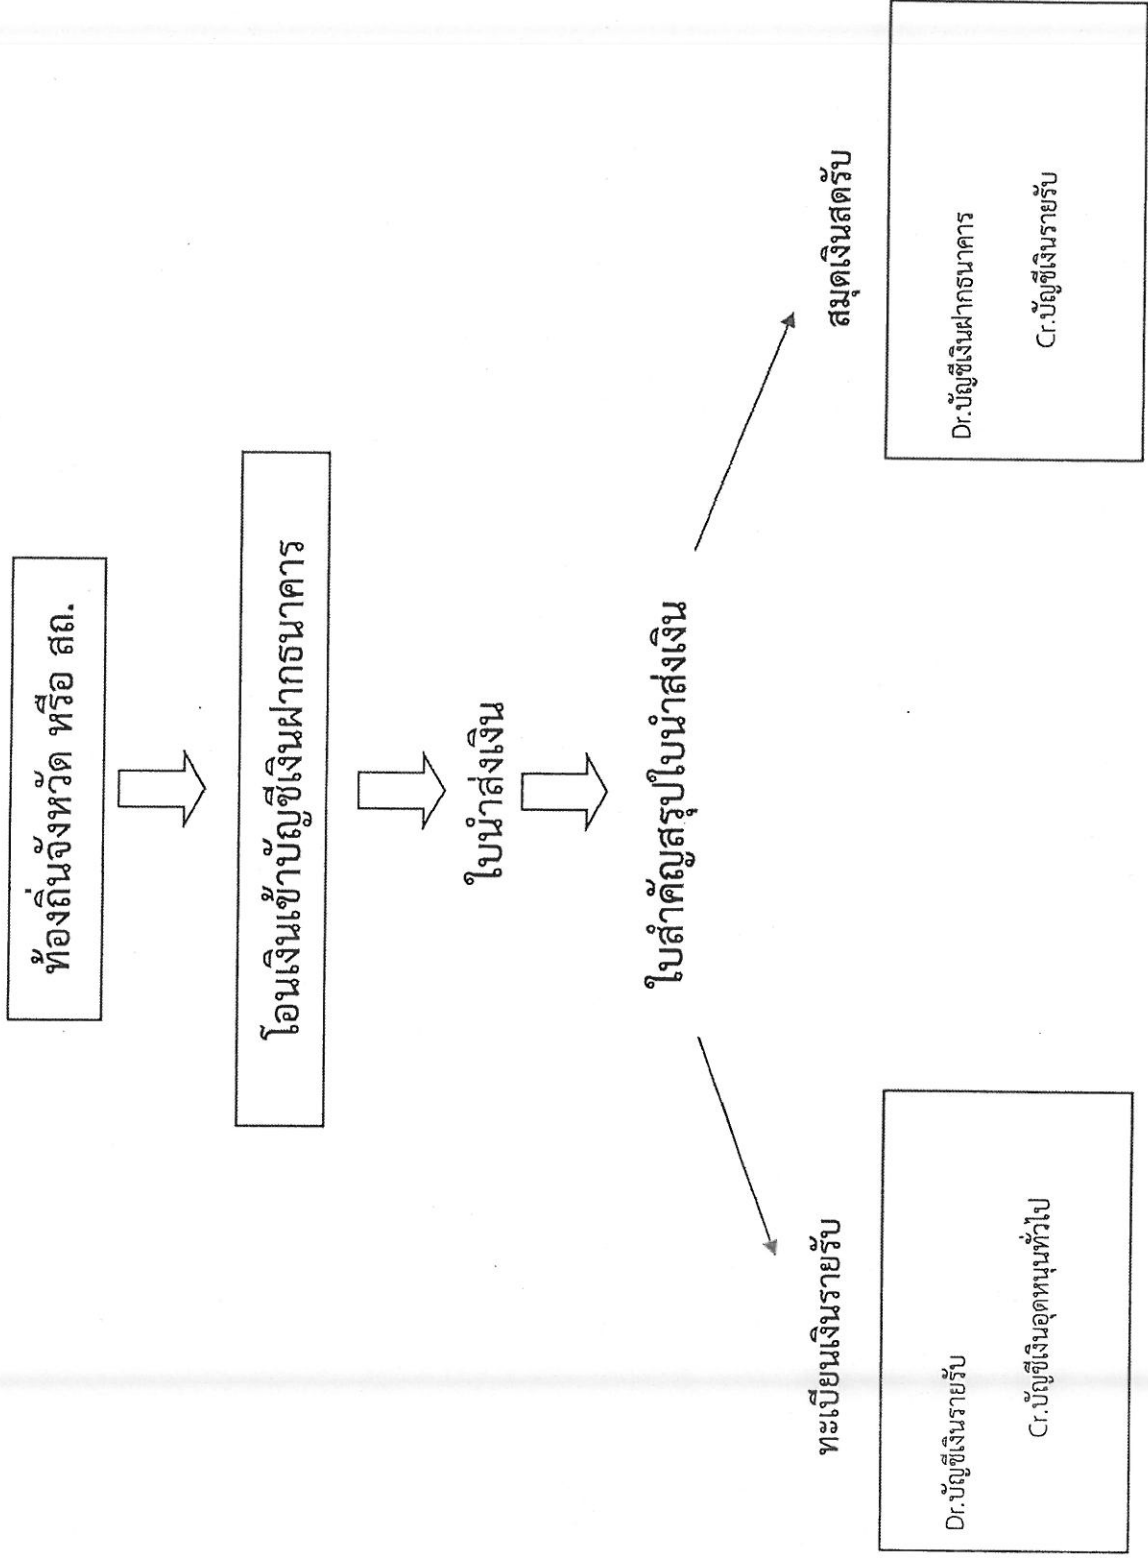 ท้องถิ่นจังหวัด หรือ สถ.
โอนเงินเข้าบัญชีเงินฝากธนาคาร
ใบนำส่งเงิน
ใบสำคัญสรุปใบนำส่งเงิน
ทะเบียนเงินรายรับ
Dr.บัญชีเงินรายรับ
Cr.บัญชีเงินอุดหนุนทั่วไป
สมุดเงินสดรับ
Dr.บัญชีเงินฝากธนาคาร
Cr.บัญชีเงินรายรับ